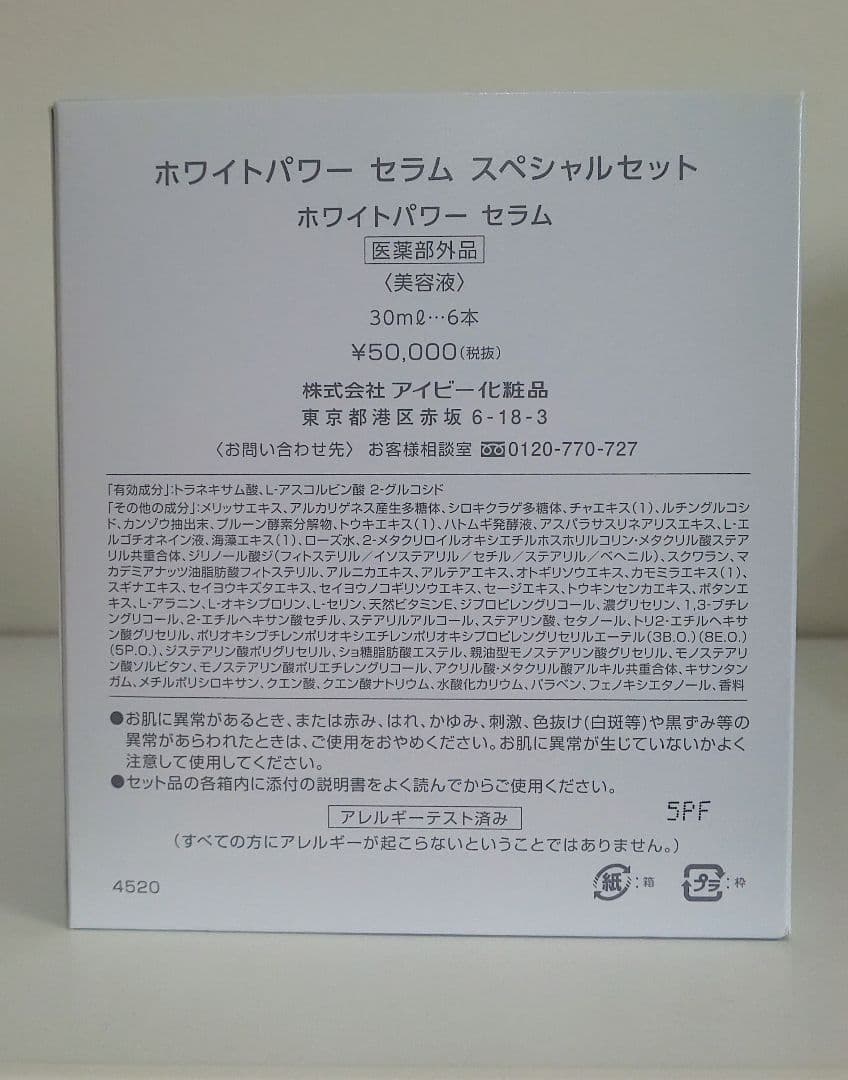 ホワイトパワー セラム スペシャルセット
ホワイトパワー セラム
医薬部外品
〈美容液〉
30mℓ…6本
¥50,000(税抜)
株式会社 アイビー化粧品
東京都港区赤坂 6-18-3
〈お問い合わせ先〉 お客様相談室 0120-770-727
「有効成分」:トラネキサム酸、L-アスコルビン酸 2-グルコシド
「その他の成分」:メリッサエキス、アルカリゲネス産生多糖体、シロキクラゲ多糖体、チャエキス(1)、ルチングルコシ
ド、カンゾウ抽出末、プルーン酵素分解物、トウキエキス(1)、ハトムギ発酵液、アスパラサスリネアリスエキス、L-エ
ルゴチオネイン液、海藻エキス(1)、ローズ水、2-メタクリロイルオキシエチルホスホリルコリン・メタクリル酸ステア
リル共重合体、ジリノール酸ジ(フィトステリル/イソステアリル/セチル/ステアリル/ベヘニル)、スクワラン、マ
カデミアナッツ油脂肪酸フィトステリル、アルニカエキス、アルテアエキス、オトギリソウエキス、カモミラエキス(1)、
スギナエキス、セイヨウキズタエキス、セイヨウノコギリソウエキス、セージエキス、トウキンセンカエキス、ボタンエ
キス、L-アラニン、L-オキシプロリン、L-セリン、天然ビタミンE、ジプロピレングリコール、濃グリセリン、1,3-ブチレ
ングリコール、2-エチルヘキサン酸セチル、ステアリルアルコール、ステアリン酸、セタノール、トリ2-エチルヘキサ
ン酸グリセリル、ポリオキシブチレンポリオキシエチレンポリオキシプロピレングリセリルエーテル(3B.O.)(8E.O.)
(5P.O.)、ジステアリン酸ポリグリセリル、ショ糖脂肪酸エステル、親油型モノステアリン酸グリセリル、モノステアリ
ン酸ソルビタン、モノステアリン酸ポリエチレングリコール、アクリル酸・メタクリル酸アルキル共重合体、キサンタン
ガム、メチルポリシロキサン、クエン酸、クエン酸ナトリウム、水酸化カリウム、パラベン、フェノキシエタノール、香料
●お肌に異常があるとき、または赤み、はれ、かゆみ、刺激、色抜け(白斑等)や黒ずみ等の
異常があらわれたときは、ご使用をおやめください。お肌に異常が生じていないかよく
注意して使用してください。
●セット品の各箱内に添付の説明書をよく読んでからご使用ください。
アレルギーテスト済み
5PF
(すべての方にアレルギーが起こらないということではありません。)
4520
紙:箱 プラ:枠